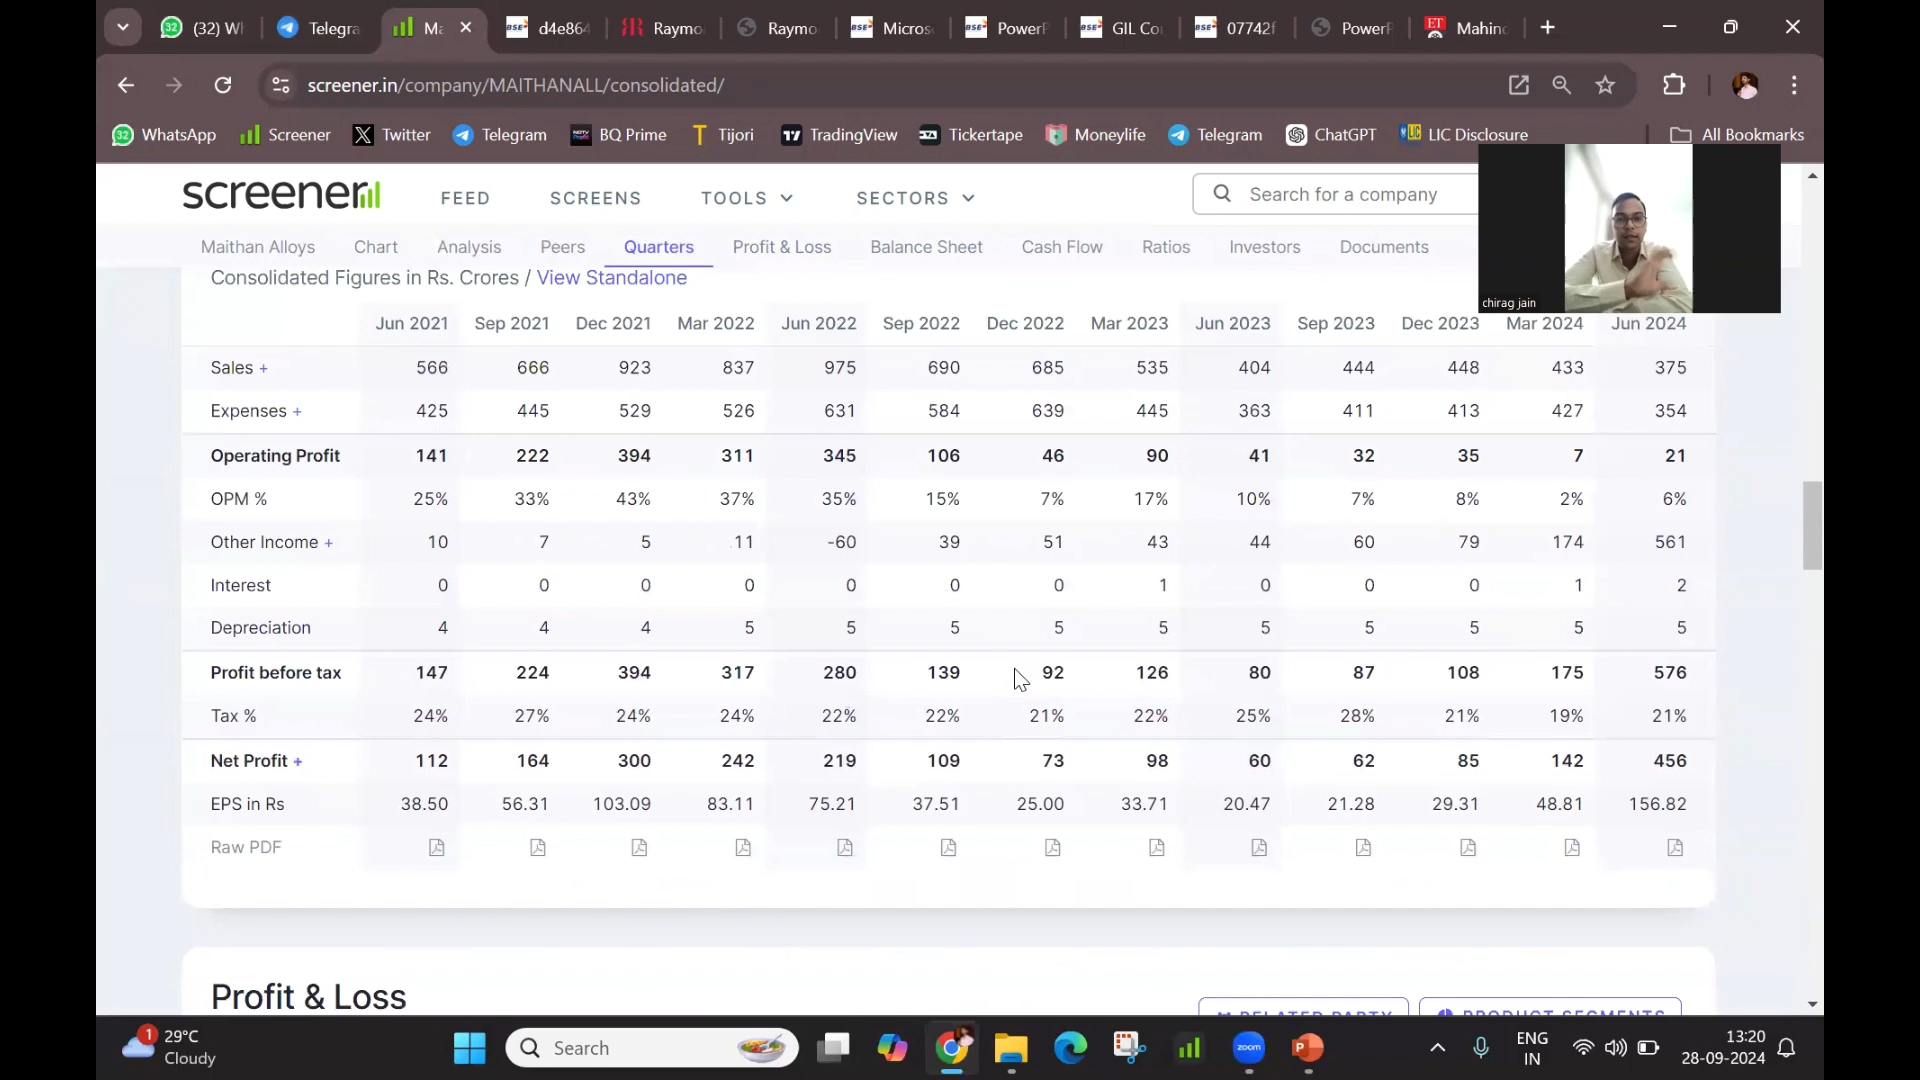 (32) Wh
Telegra
Ma
d4e864
Raymo
Raymo
Micros
PowerP
GIL Co
07742f
PowerP
Mahind
screener.in/company/MAITHANALL/consolidated/
WhatsApp Screener Twitter Telegram BQ Prime Tijori TradingView Tickertape Moneylife Telegram ChatGPT LIC Disclosure All Bookmarks
screener FEED SCREENS TOOLS SECTORS Search for a company
Maithan Alloys Chart Analysis Peers Quarters Profit & Loss Balance Sheet Cash Flow Ratios Investors Documents
Consolidated Figures in Rs. Crores / View Standalone
chirag jain
Jun 2021 Sep 2021 Dec 2021 Mar 2022 Jun 2022 Sep 2022 Dec 2022 Mar 2023 Jun 2023 Sep 2023 Dec 2023 Mar 2024 Jun 2024
Sales + 566 666 923 837 975 690 685 535 404 444 448 433 375
Expenses + 425 445 529 526 631 584 639 445 363 411 413 427 354
Operating Profit 141 222 394 311 345 106 46 90 41 32 35 7 21
OPM % 25% 33% 43% 37% 35% 15% 7% 17% 10% 7% 8% 2% 6%
Other Income + 10 7 5 11 -60 39 51 43 44 60 79 174 561
Interest 0 0 0 0 0 0 0 1 0 0 0 1 2
Depreciation 4 4 4 5 5 5 5 5 5 5 5 5 5
Profit before tax 147 224 394 317 280 139 92 126 80 87 108 175 576
Tax % 24% 27% 24% 24% 22% 22% 21% 22% 25% 28% 21% 19% 21%
Net Profit + 112 164 300 242 219 109 73 98 60 62 85 142 456
EPS in Rs 38.50 56.31 103.09 83.11 75.21 37.51 25.00 33.71 20.47 21.28 29.31 48.81 156.82
Raw PDF
Profit & Loss
RELATED PARTY PRODUCT SEGMENTS
1 29°C
Cloudy
Search
zoom
ENG
IN
13:20
28-09-2024